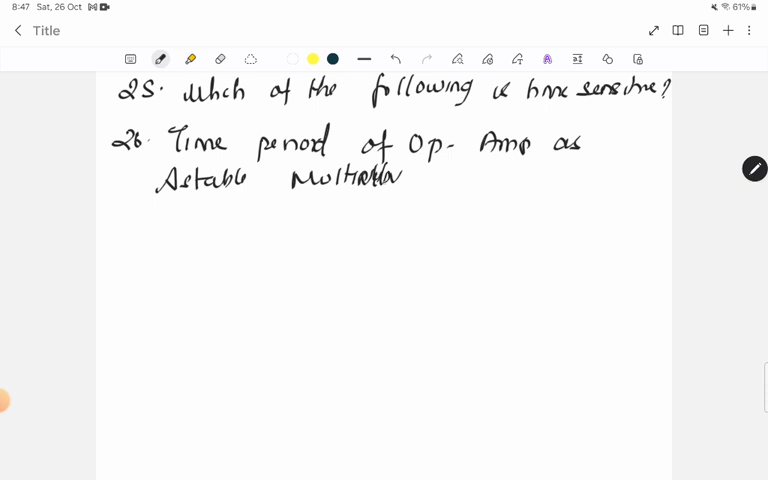 8:47 Sat, 26 Oct
61%
Title
25. Which of the following is time sensitive?
26. Time period of Op-Amp as
Astable